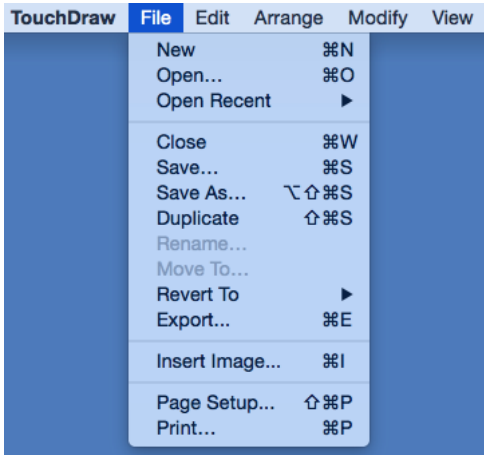 TouchDraw File Edit Arrange Modify View
New ⌘N
Open... ⌘O
Open Recent ▶
Close ⌘W
Save... ⌘S
Save As... ⌥⇧⌘S
Duplicate ⇧⌘S
Rename...
Move To...
Revert To ▶
Export... ⌘E
Insert Image... ⌘I
Page Setup... ⇧⌘P
Print... ⌘P